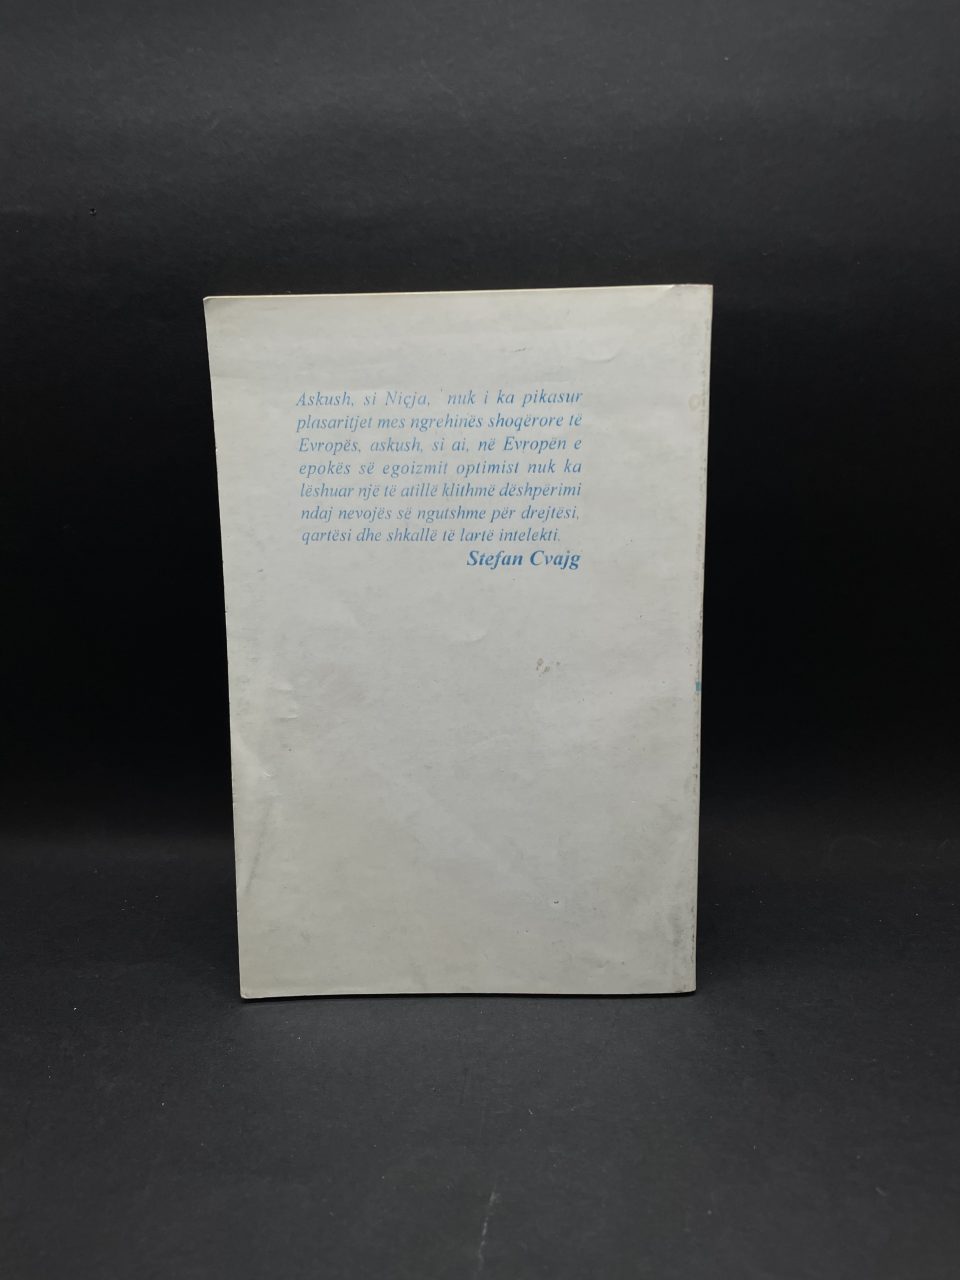 Askush, si Niçja, nuk i ka pikasur
plasaritjet mes ngrehinës shoqërore të
Evropës, askush, si ai, në Evropën e
epokës së egoizmit optimist nuk ka
lëshuar një të atillë klithmë dëshpërimi
ndaj nevojës së ngutshme për drejtësi,
qartësi dhe shkallë të lartë intelekti.
Stefan Cvajg